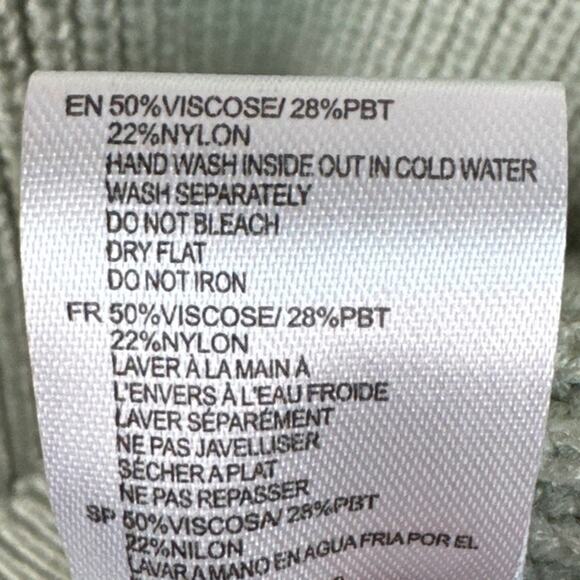 EN 50%VISCOSE/ 28%PBT
22%NYLON
HAND WASH INSIDE OUT IN COLD WATER
WASH SEPARATELY
DO NOT BLEACH
DRY FLAT
DO NOT IRON
FR 50%VISCOSE/ 28%PBT
22%NYLON
LAVER À LA MAIN À
L'ENVERS À L'EAU FROIDE
LAVER SÉPARÉMENT
NE PAS JAVELLISER
SÉCHER A PLAT
NE PAS REPASSER
SP 50%VISCOSA/ 28%PBT
22%NILON
LAVAR A MANO EN AGUA FRIA POR EL